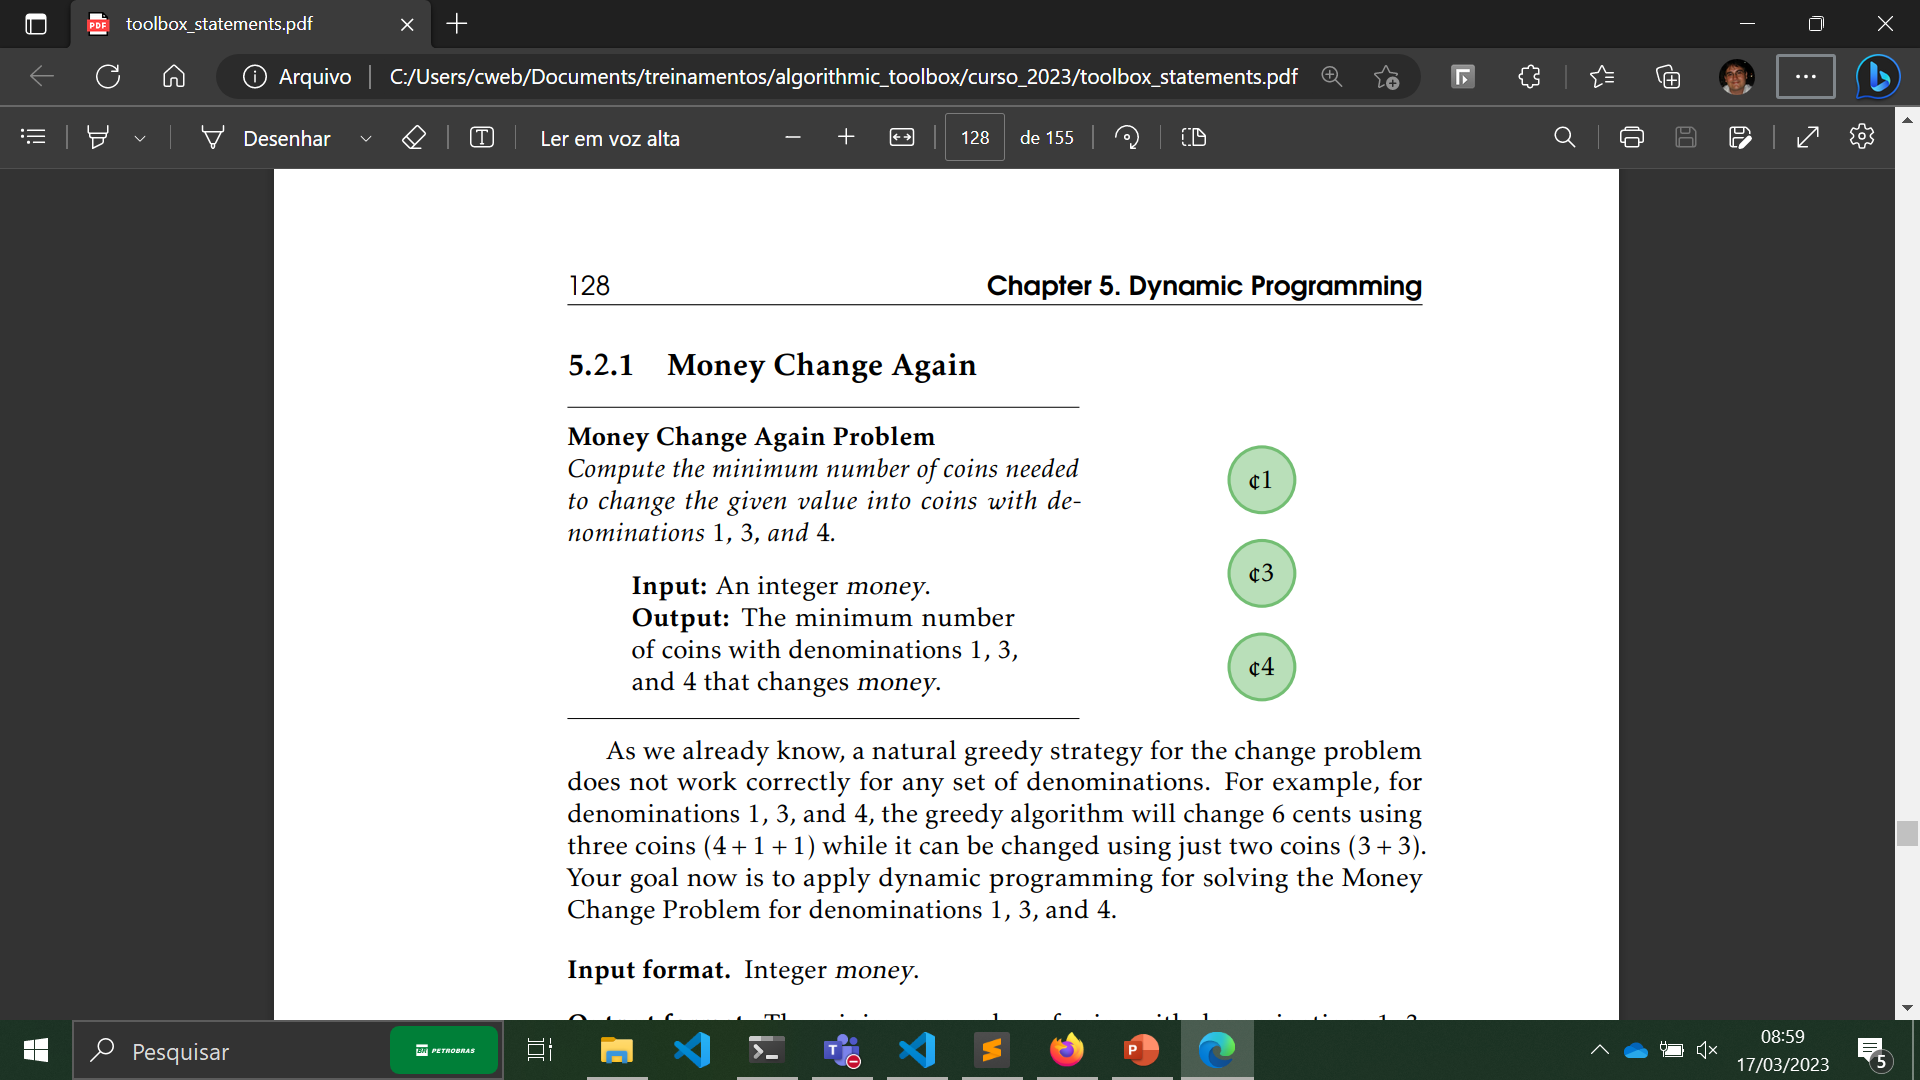 toolbox_statements.pdf
Arquivo
C:/Users/cweb/Documents/treinamentos/algorithmic_toolbox/curso_2023/toolbox_statements.pdf
Desenhar
Ler em voz alta
128
de 155
128
Chapter 5. Dynamic Programming
5.2.1 Money Change Again
Money Change Again Problem
Compute the minimum number of coins needed
to change the given value into coins with de-
nominations 1, 3, and 4.
Input: An integer money.
Output: The minimum number
of coins with denominations 1, 3,
and 4 that changes money.
¢1
¢3
¢4
As we already know, a natural greedy strategy for the change problem
does not work correctly for any set of denominations. For example, for
denominations 1, 3, and 4, the greedy algorithm will change 6 cents using
three coins (4+1+1) while it can be changed using just two coins (3+3).
Your goal now is to apply dynamic programming for solving the Money
Change Problem for denominations 1, 3, and 4.
Input format. Integer money.
Pesquisar
BR PETROBRAS
08:59
17/03/2023
5